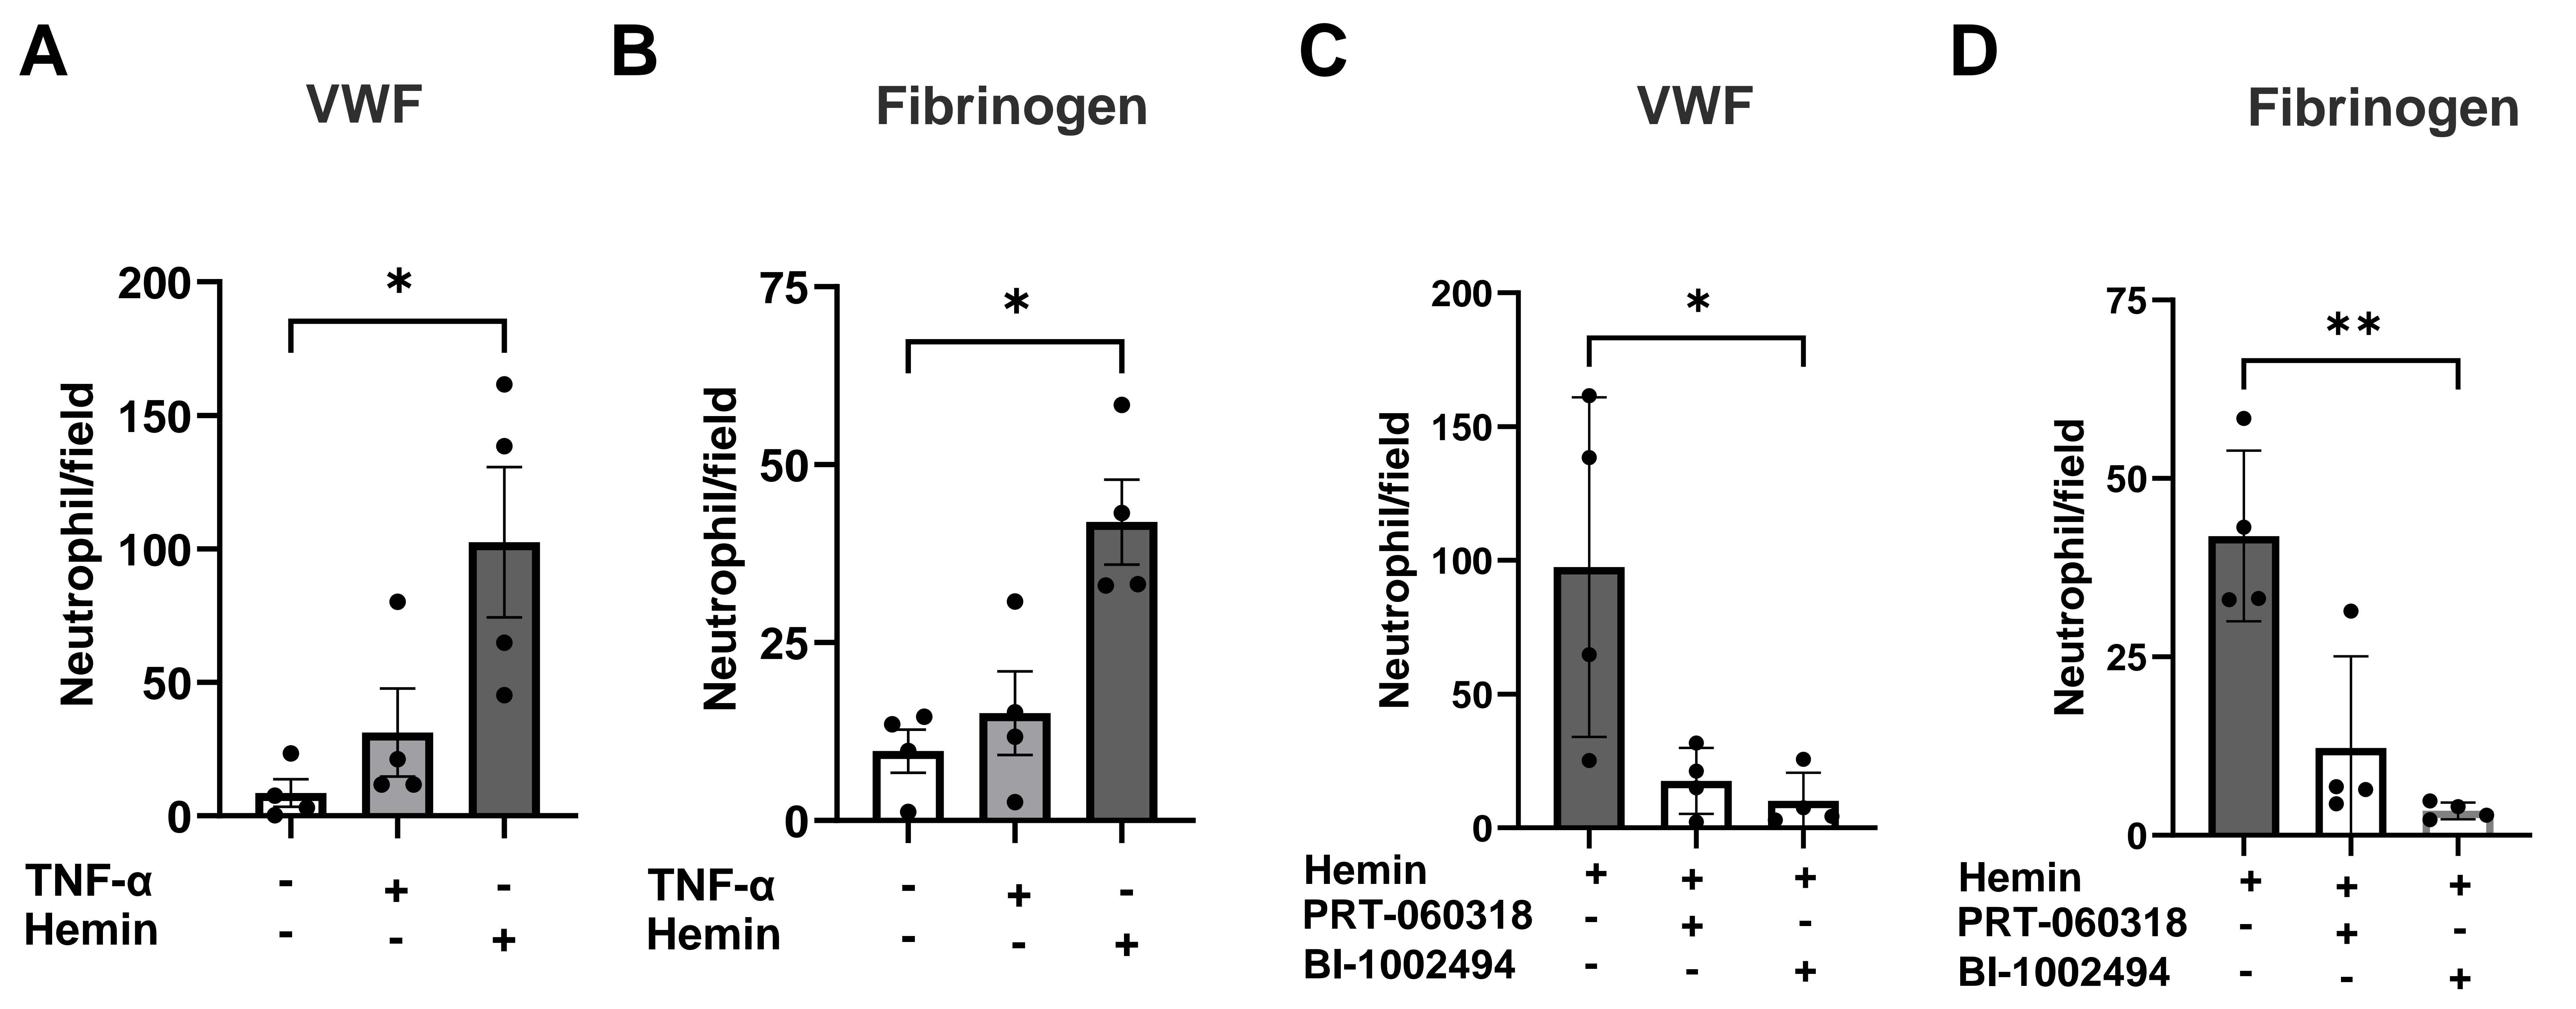 A
VWF
Neutrophil/field
200
150
100
50
0
*
TNF-α - + -
Hemin - - +
B
Fibrinogen
Neutrophil/field
75
50
25
0
*
TNF-α - + -
Hemin - - +
C
VWF
Neutrophil/field
200
150
100
50
0
*
Hemin + + +
PRT-060318 - + -
BI-1002494 - - +
D
Fibrinogen
Neutrophil/field
75
50
25
0
**
Hemin + + +
PRT-060318 - + -
BI-1002494 - - +